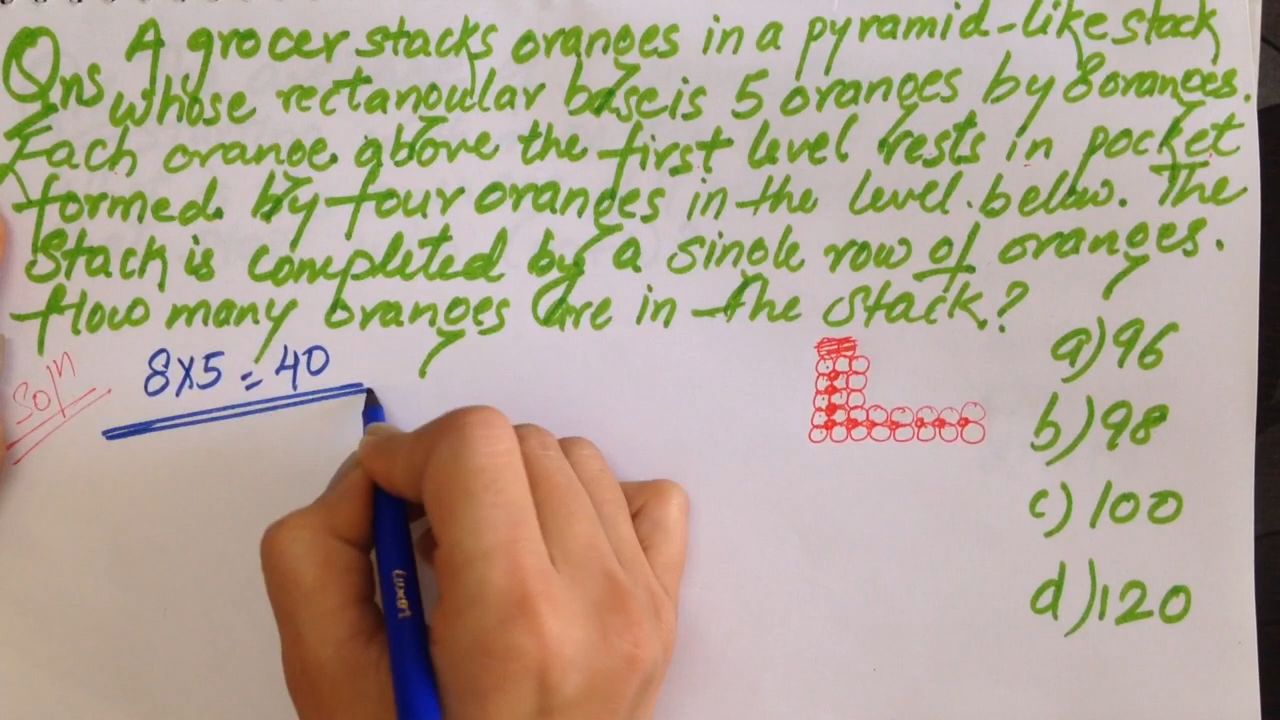 Qns A grocer stacks oranges in a pyramid-like stack
whose rectangular base is 5 oranges by 8 oranges.
Each orange above the first level rests in pocket
formed by four oranges in the level below. The
Stack is completed by a single row of oranges.
How many oranges are in the stack?
Soln
8x5 = 40
a) 96
b) 98
c) 100
d) 120
Luxor